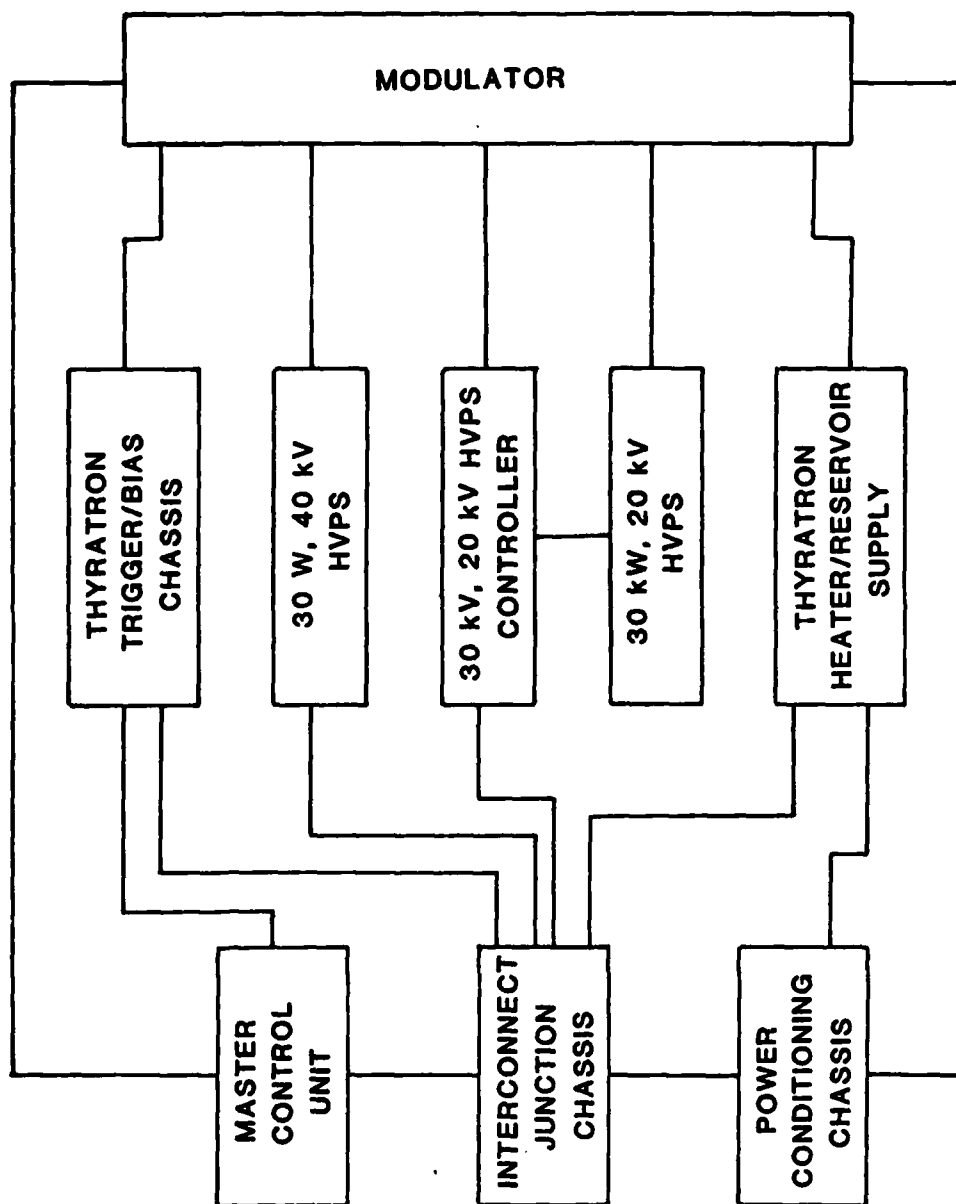 MODULATOR
THYRATRON
TRIGGER/BIAS
CHASSIS
30 W, 40 kV
HVPS
30 kV, 20 kV HVPS
CONTROLLER
30 kW, 20 kV
HVPS
THYRATRON
HEATER/RESERVOIR
SUPPLY
MASTER
CONTROL
UNIT
INTERCONNECT
JUNCTION
CHASSIS
POWER
CONDITIONING
CHASSIS